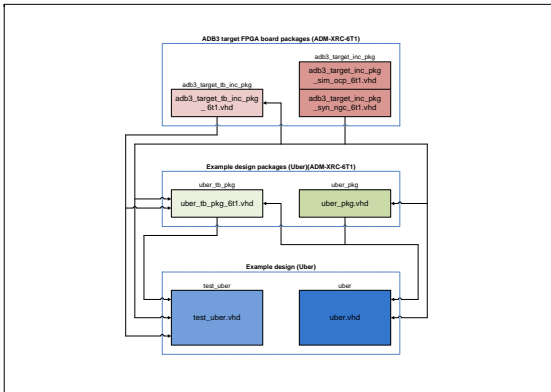 ADB3 target FPGA board packages (ADM-XRC-6T1)
adb3_target_inc_pkg
adb3_target_tb_inc_pkg
adb3_target_inc_pkg
_sim_ocp_6t1.vhd
adb3_target_tb_inc_pkg
_ 6t1.vhd
adb3_target_inc_pkg
_syn_ngc_6t1.vhd
Example design packages (Uber)(ADM-XRC-6T1)
uber_tb_pkg
uber_pkg
uber_tb_pkg_6t1.vhd
uber_pkg.vhd
Example design (Uber)
test_uber
uber
test_uber.vhd
uber.vhd